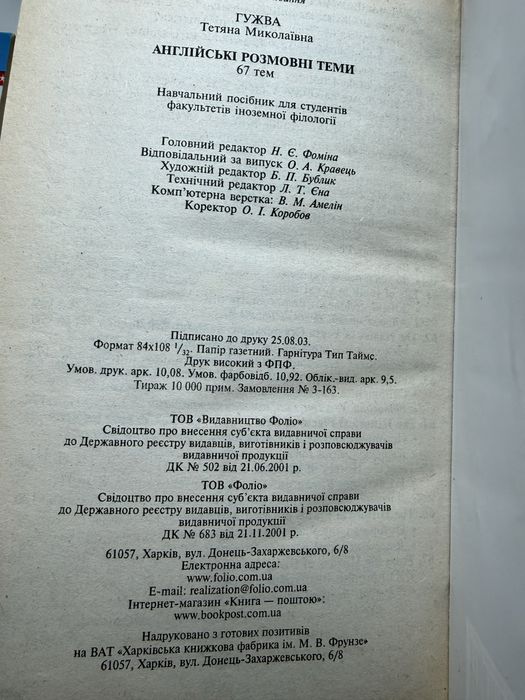 ГУЖВА
Тетяна Миколаївна
АНГЛІЙСЬКІ РОЗМОВНІ ТЕМИ
67 тем
Навчальний посібник для студентів
факультетів іноземної філології
Головний редактор Н. Є. Фоміна
Відповідальний за випуск О. А. Кравець
Художній редактор Б. П. Бублик
Технічний редактор Л. Т. Єна
Комп’ютерна верстка: В. М. Амелін
Коректор О. І. Коробов
Підписано до друку 25.08.03.
Формат 84х108 1/32. Папір газетний. Гарнітура Тип Таймс.
Друк високий з ФПФ.
Умов. друк. арк. 10,08. Умов. фарбовідб. 10,92. Облік.-вид. арк. 9,5.
Тираж 10 000 прим. Замовлення № 3-163.
ТОВ «Видавництво Фоліо»
Свідоцтво про внесення суб’єкта видавничої справи
до Державного реєстру видавців, виготівників і розповсюджувачів
видавничої продукції
ДК № 502 від 21.06.2001 р.
ТОВ «Фоліо»
Свідоцтво про внесення суб’єкта видавничої справи
до Державного реєстру видавців, виготівників і розповсюджувачів
видавничої продукції
ДК № 683 від 21.11.2001 р.
61057, Харків, вул. Донець-Захаржевського, 6/8
Електронна адреса:
www.folio.com.ua
E-mail: realization@folio.com.ua
Інтернет-магазин «Книга — поштою»:
www.bookpost.com.ua
Надруковано з готових позитивів
на ВАТ «Харківська книжкова фабрика ім. М. В. Фрунзе»
61057, Харків, вул. Донець-Захаржевського, 6/8